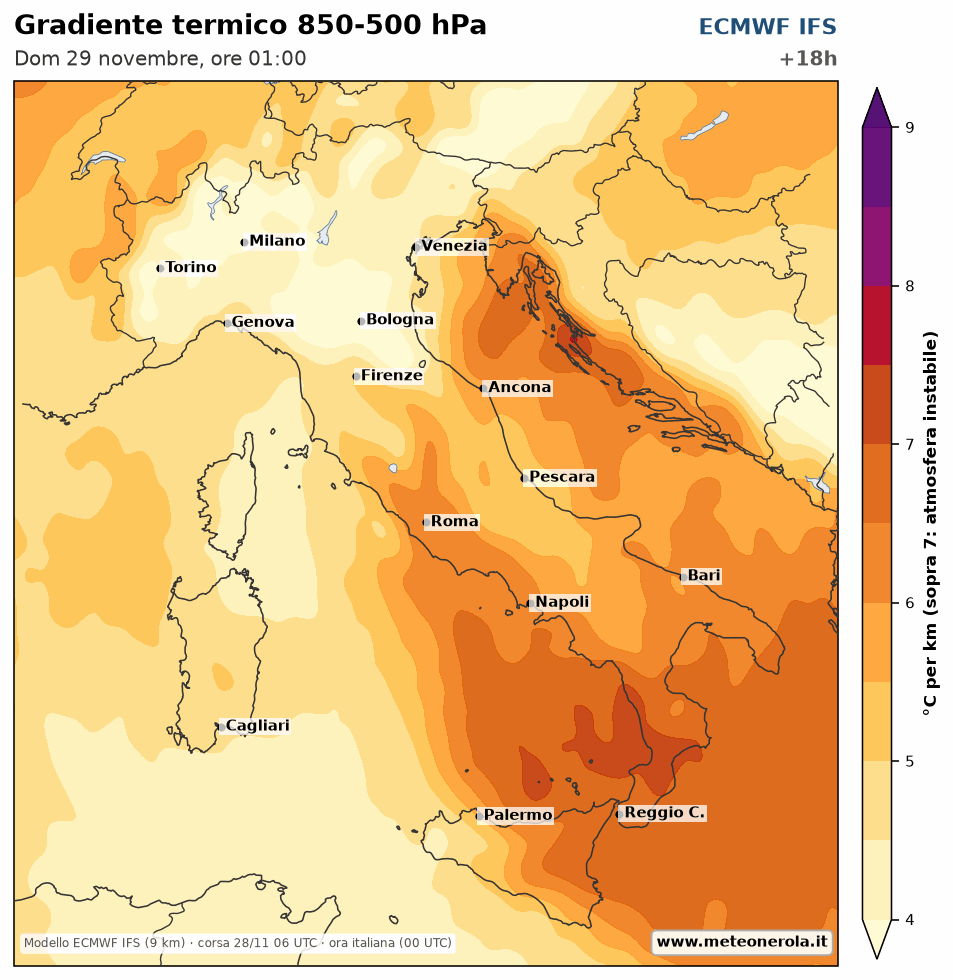 Gradiente termico 850-500 hPa
ECMWF IFS
Dom 29 novembre, ore 01:00
+18h
Milano
Venezia
Torino
Genova
Bologna
Firenze
Ancona
Pescara
Roma
Bari
Napoli
Cagliari
Palermo
Reggio C.
9
8
7
6
5
4
°C per km (sopra 7: atmosfera instabile)
Modello ECMWF IFS (9 km) · corsa 28/11 06 UTC · ora italiana (00 UTC)
www.meteonerola.it